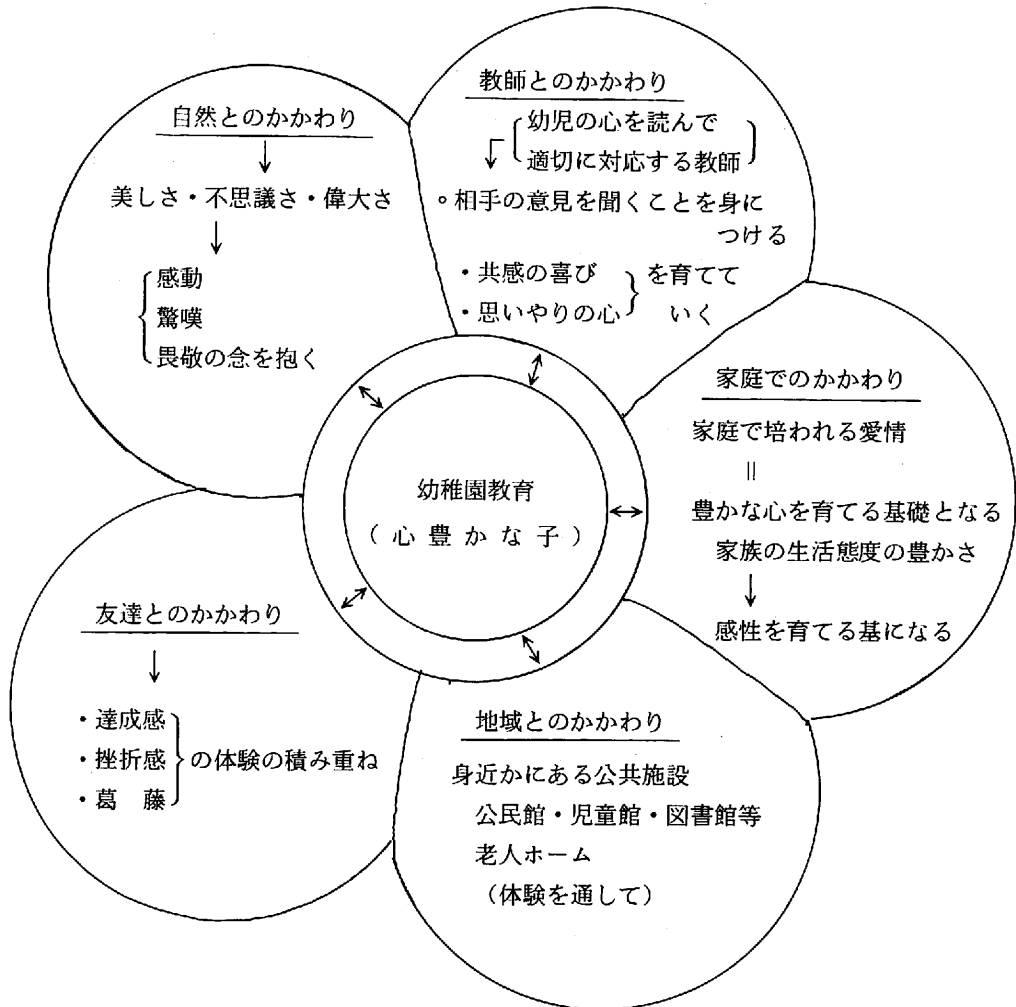 自然とのかかわり
↓
美しさ・不思議さ・偉大さ
↓
感動
驚嘆
畏敬の念を抱く
教師とのかかわり
幼児の心を読んで
適切に対応する教師
。相手の意見を聞くことを身に
つける
・共感の喜び
・思いやりの心
を育てて
いく
家庭でのかかわり
家庭で培われる愛情
||
豊かな心を育てる基礎となる
家族の生活態度の豊かさ
↓
感性を育てる基になる
幼稚園教育
(心豊かな子)
友達とのかかわり
↓
・達成感
・挫折感
・葛 藤
の体験の積み重ね
地域とのかかわり
身近かにある公共施設
公民館・児童館・図書館等
老人ホーム
(体験を通して)